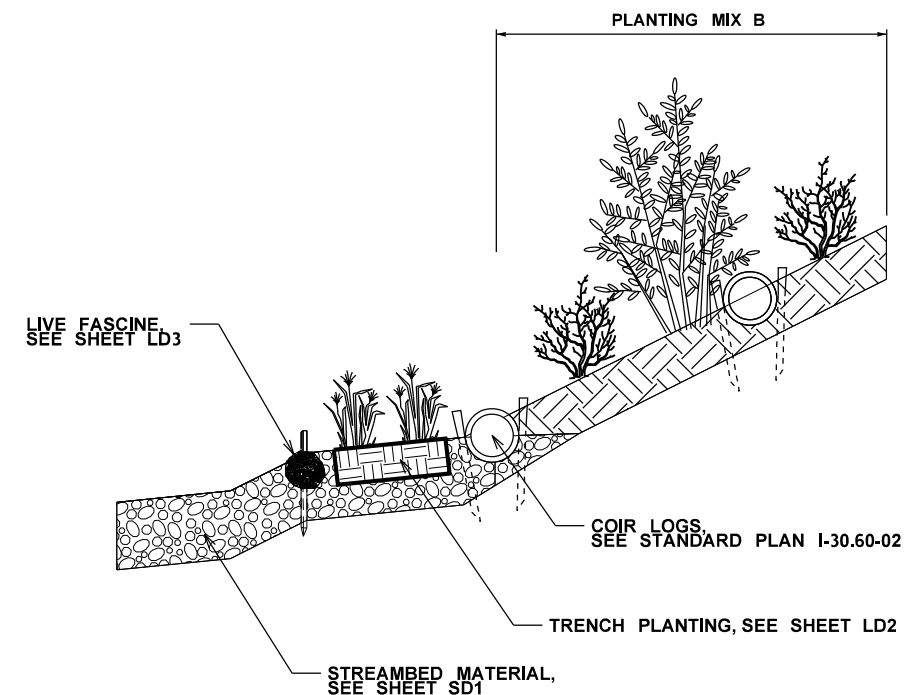 PLANTING MIX B
LIVE FASCINE,
SEE SHEET LD3
COIR LOGS,
SEE STANDARD PLAN I-30.60-02
TRENCH PLANTING, SEE SHEET LD2
STREAMBED MATERIAL,
SEE SHEET SD1